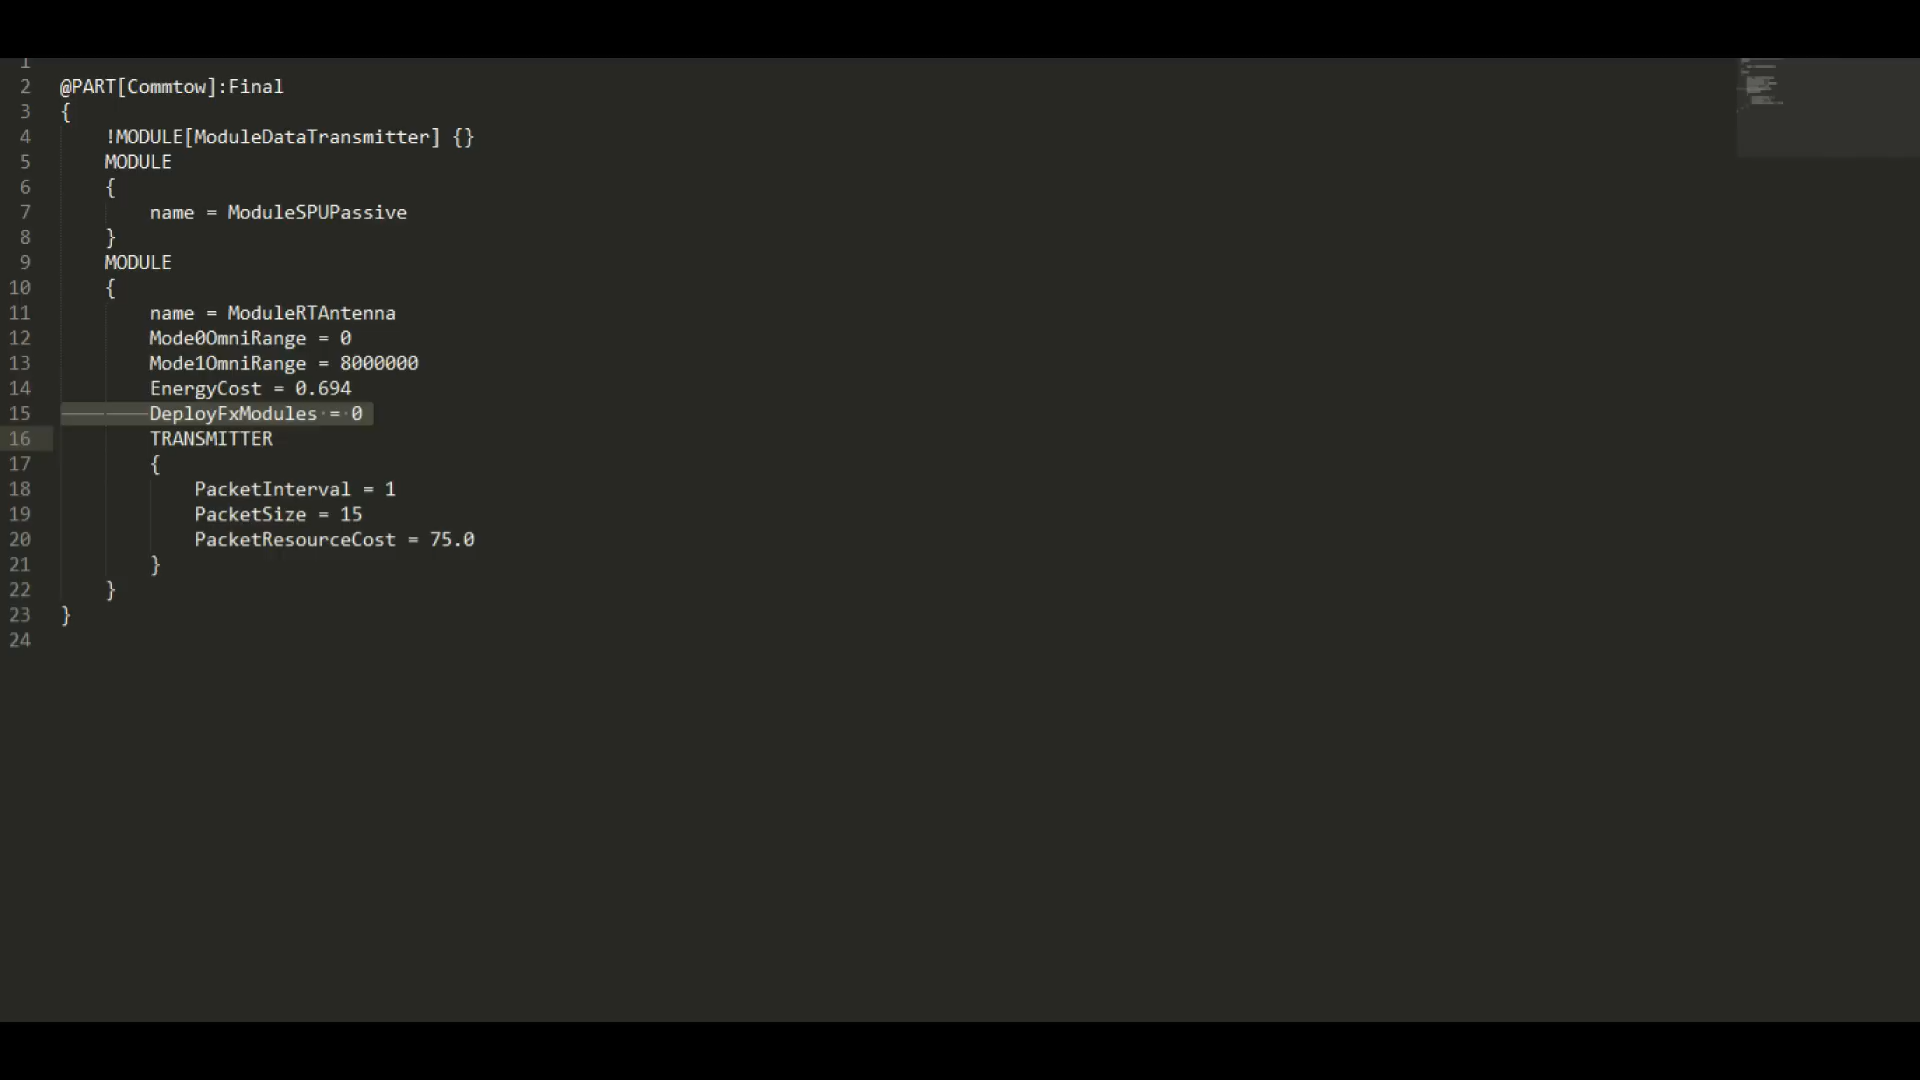 1
2 @PART[Commtow]:Final
3 {
4 !MODULE[ModuleDataTransmitter] {}
5 MODULE
6 {
7 name = ModuleSPUPassive
8 }
9 MODULE
10 {
11 name = ModuleRTAntenna
12 Mode0OmniRange = 0
13 Mode1OmniRange = 8000000
14 EnergyCost = 0.694
15 DeployFxModules = 0
16 TRANSMITTER
17 {
18 PacketInterval = 1
19 PacketSize = 15
20 PacketResourceCost = 75.0
21 }
22 }
23 }
24